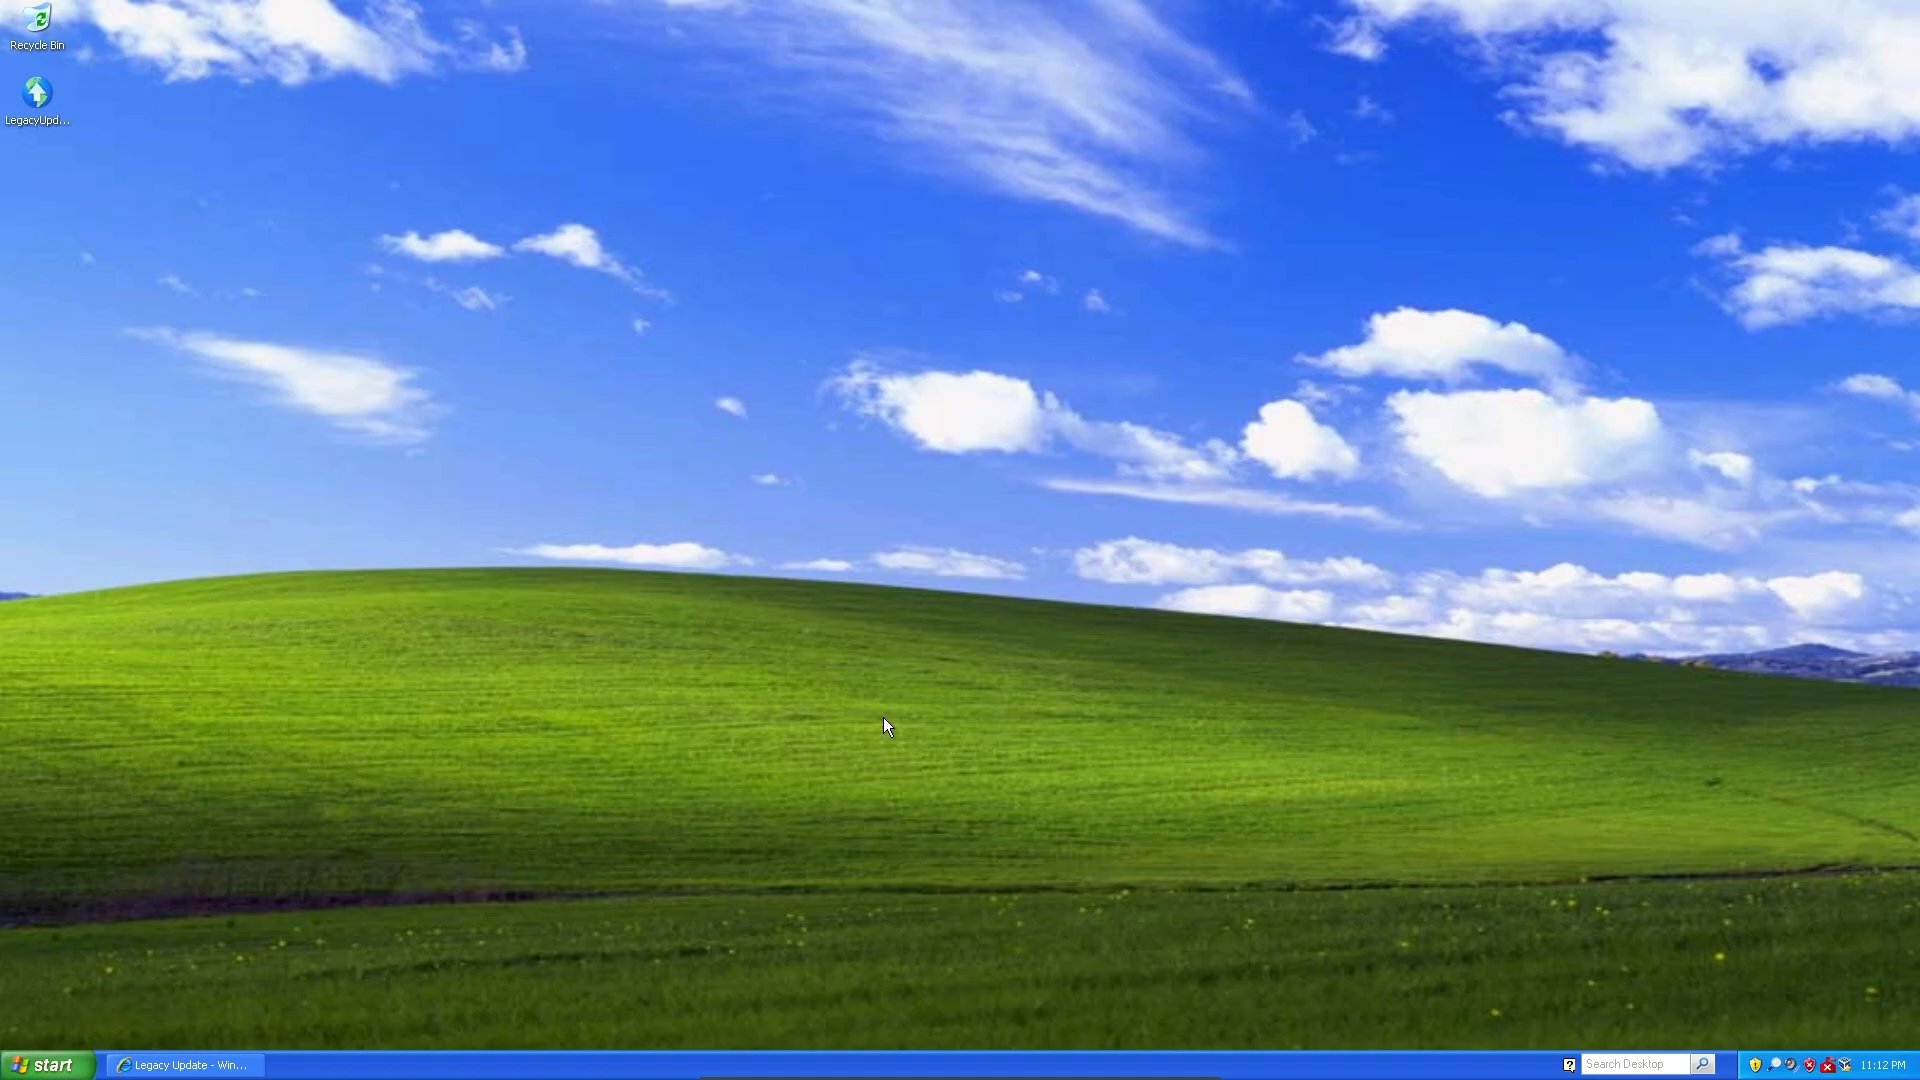 Recycle Bin
LegacyUpd...
start
Legacy Update - Win...
Search Desktop
11:12 PM